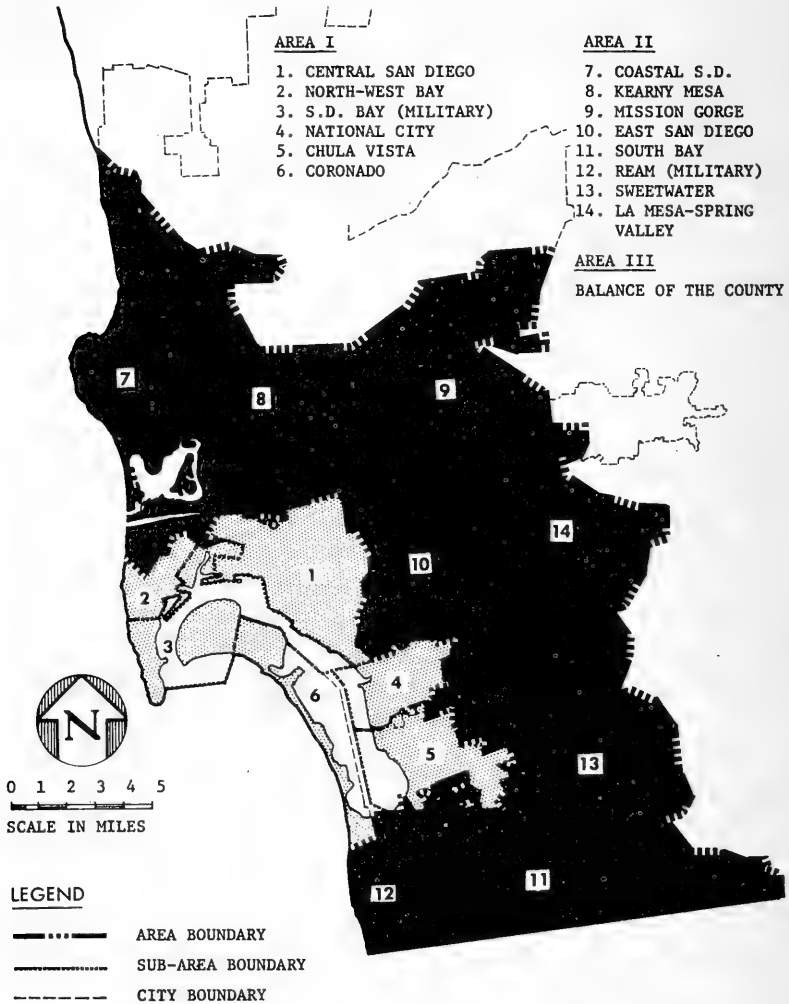 AREA I
1. CENTRAL SAN DIEGO
2. NORTH-WEST BAY
3. S.D. BAY (MILITARY)
4. NATIONAL CITY
5. CHULA VISTA
6. CORONADO
AREA II
7. COASTAL S.D.
8. KEARNY MESA
9. MISSION GORGE
10. EAST SAN DIEGO
11. SOUTH BAY
12. REAM (MILITARY)
13. SWEETWATER
14. LA MESA-SPRING
VALLEY
AREA III
BALANCE OF THE COUNTY
7
8
9
14
10
1
2
3
6
4
5
13
12
11
N
0 1 2 3 4 5
SCALE IN MILES
LEGEND
AREA BOUNDARY
SUB-AREA BOUNDARY
CITY BOUNDARY